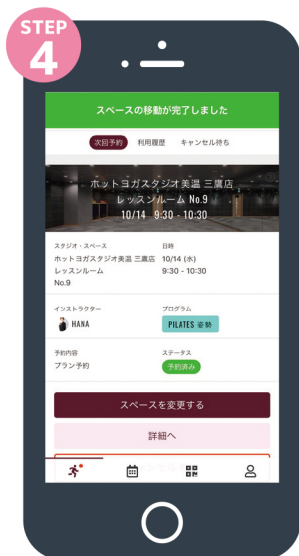 STEP
4
スペースの移動が完了しました
次回予約 利用履歴 キャンセル待ち
ホットヨガスタジオ美温 三鷹店
レッスンルーム No.9
10/14 9:30 - 10:30
スタジオ・スペース 日時
ホットヨガスタジオ美温 三鷹店 10/14 (水)
レッスンルーム 9:30 - 10:30
No.9
インストラクター プログラム
HANA PILATES 姿勢
予約内容 ステータス
プラン予約 予約済み
スペースを変更する
詳細へ